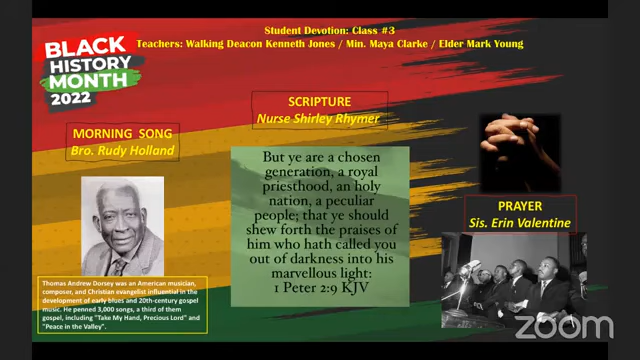 Student Devotion: Class #3
Teachers: Walking Deacon Kenneth Jones / Min. Maya Clarke / Elder Mark Young
BLACK
HISTORY
MONTH
2022
SCRIPTURE
Nurse Shirley Rhymer
MORNING SONG
Bro. Rudy Holland
But ye are a chosen
generation, a royal
priesthood, an holy
nation, a peculiar
people; that ye should
shew forth the praises of
him who hath called you
out of darkness into his
marvellous light:
1 Peter 2:9 KJV
PRAYER
Sis. Erin Valentine
Thomas Andrew Dorsey was an American musician,
composer, and Christian evangelist influential in the
development of early blues and 20th-century gospel
music. He penned 3,000 songs, a third of them
gospel, including "Take My Hand, Precious Lord" and
"Peace in the Valley".
zoom